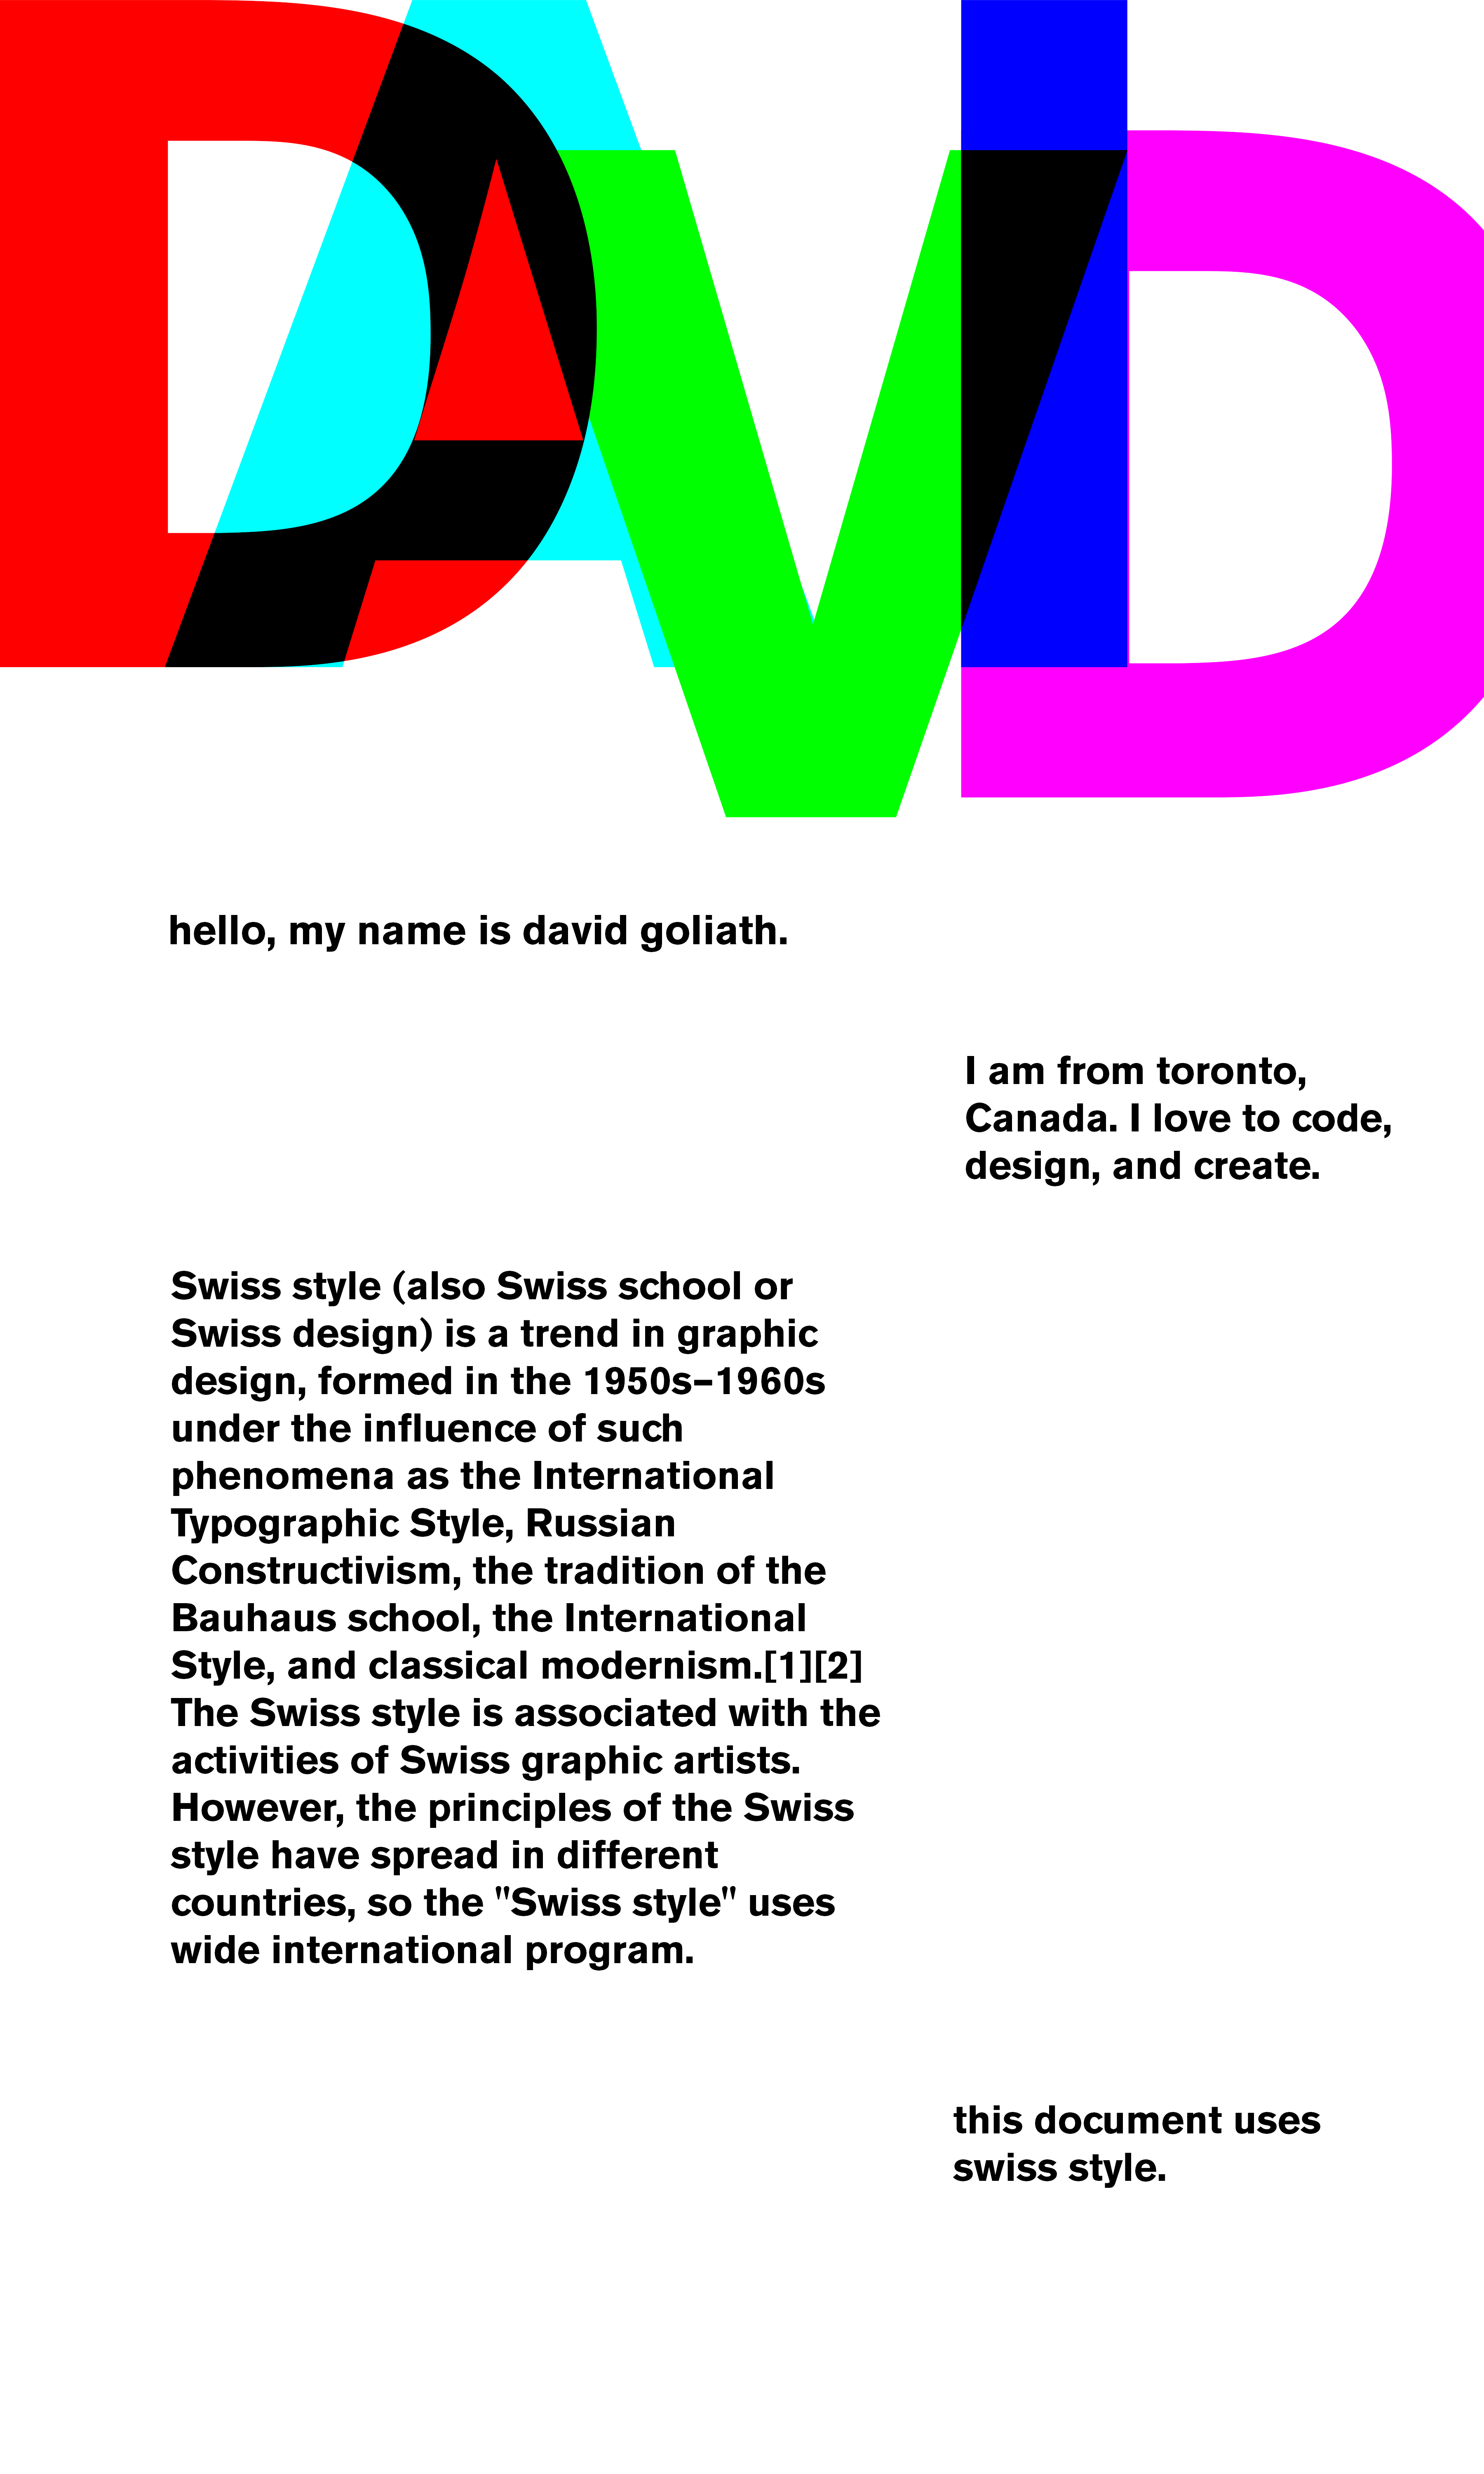 DAViD
hello, my name is david goliath.
I am from toronto,
Canada. I love to code,
design, and create.
Swiss style (also Swiss school or
Swiss design) is a trend in graphic
design, formed in the 1950s–1960s
under the influence of such
phenomena as the International
Typographic Style, Russian
Constructivism, the tradition of the
Bauhaus school, the International
Style, and classical modernism.[1][2]
The Swiss style is associated with the
activities of Swiss graphic artists.
However, the principles of the Swiss
style have spread in different
countries, so the "Swiss style" uses
wide international program.
this document uses
swiss style.